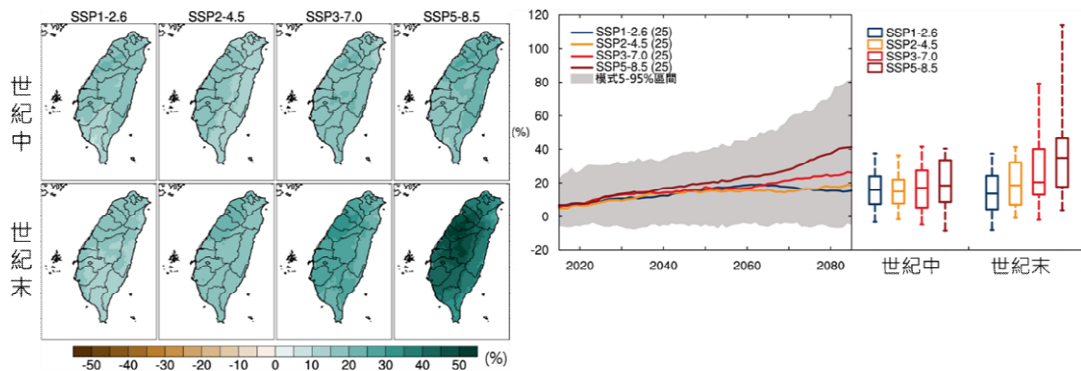 SSP1-2.6
SSP2-4.5
SSP3-7.0
SSP5-8.5
世紀中
世紀末
-50 -40 -30 -20 -10 0 10 20 30 40 50 (%)
120
100
80
60
40
20
0
-20
(%)
SSP1-2.6 (25)
SSP2-4.5 (25)
SSP3-7.0 (25)
SSP5-8.5 (25)
模式5-95%區間
2020 2040 2060 2080
SSP1-2.6
SSP2-4.5
SSP3-7.0
SSP5-8.5
世紀中 世紀末